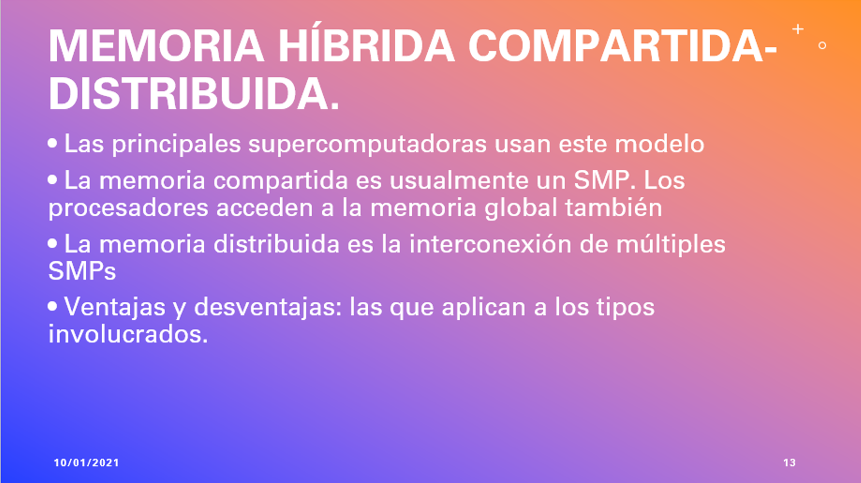 MEMORIA HÍBRIDA COMPARTIDA-
DISTRIBUIDA.
• Las principales supercomputadoras usan este modelo
• La memoria compartida es usualmente un SMP. Los
procesadores acceden a la memoria global también
• La memoria distribuida es la interconexión de múltiples
SMPs
• Ventajas y desventajas: las que aplican a los tipos
involucrados.
10/01/2021
13